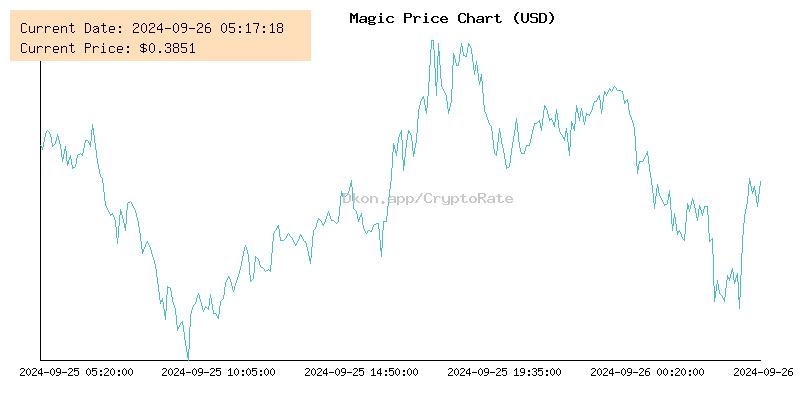 Magic Price Chart (USD)
Current Date: 2024-09-26 05:17:18
Current Price: $0.3851
Dkon.app/CryptoRate
2024-09-25 05:20:00 2024-09-25 10:05:00 2024-09-25 14:50:00 2024-09-25 19:35:00 2024-09-26 00:20:00 2024-09-26